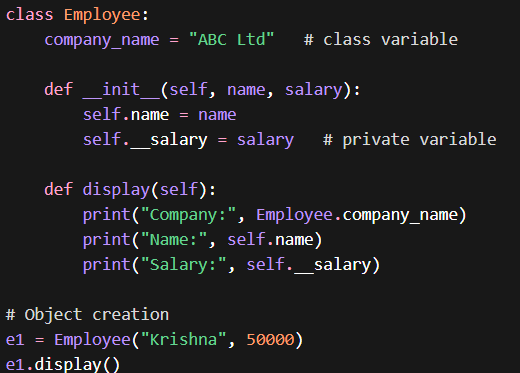 class Employee:
    company_name = "ABC Ltd"   # class variable

    def __init__(self, name, salary):
        self.name = name
        self.__salary = salary   # private variable

    def display(self):
        print("Company:", Employee.company_name)
        print("Name:", self.name)
        print("Salary:", self.__salary)

# Object creation
e1 = Employee("Krishna", 50000)
e1.display()